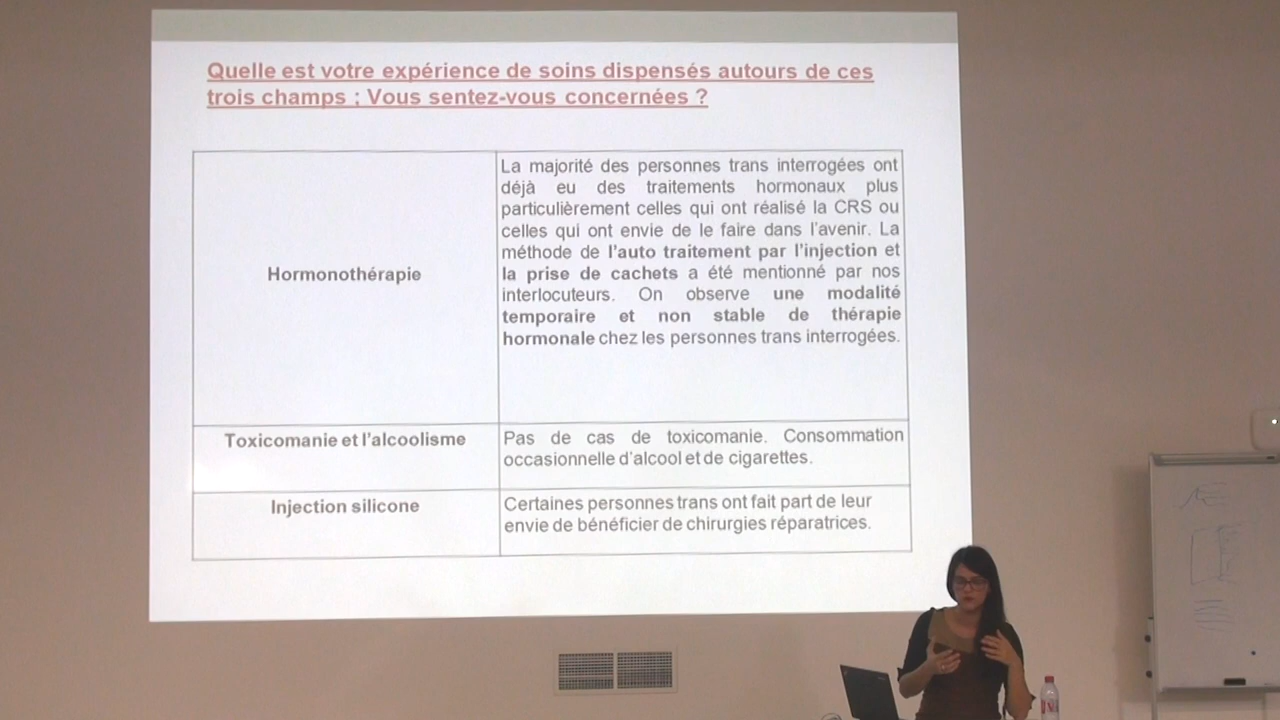 Quelle est votre expérience de soins dispensés autours de ces
trois champs ; Vous sentez-vous concernées ?
Hormonothérapie
La majorité des personnes trans interrogées ont
déjà eu des traitements hormonaux plus
particulièrement celles qui ont réalisé la CRS ou
celles qui ont envie de le faire dans l'avenir. La
méthode de l'auto traitement par l'injection et
la prise de cachets a été mentionné par nos
interlocuteurs. On observe une modalité
temporaire et non stable de thérapie
hormonale chez les personnes trans interrogées.
Toxicomanie et l'alcoolisme
Pas de cas de toxicomanie. Consommation
occasionnelle d'alcool et de cigarettes.
Injection silicone
Certaines personnes trans ont fait part de leur
envie de bénéficier de chirurgies réparatrices.